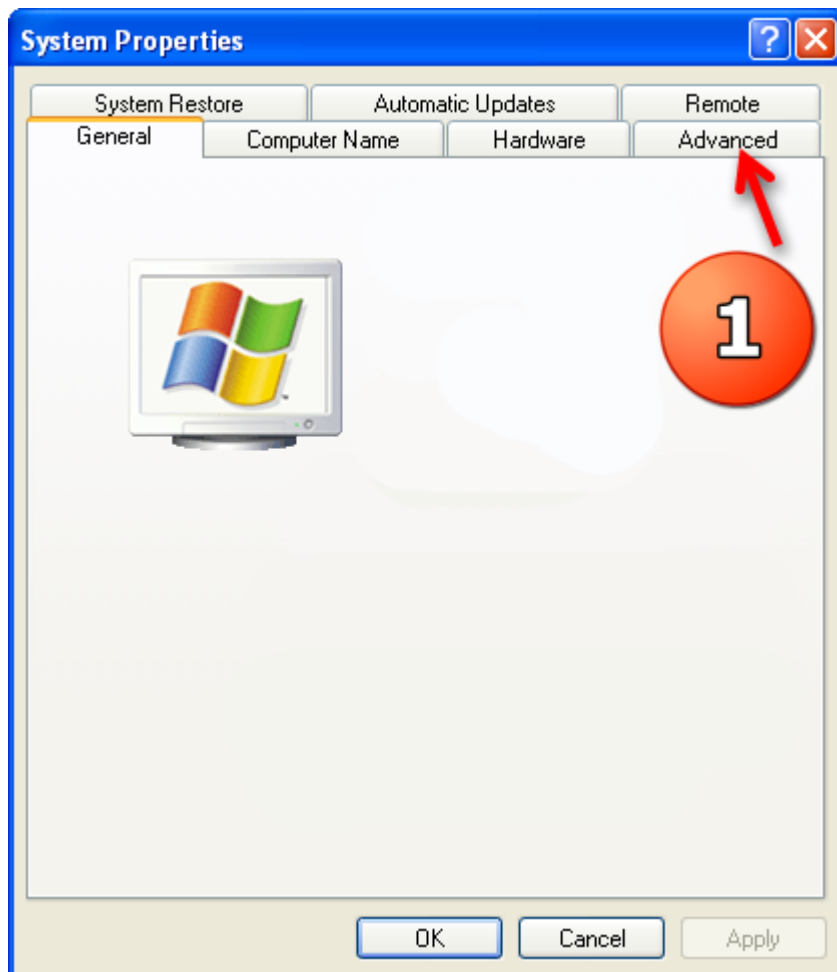 System Properties
System Restore Automatic Updates Remote
General Computer Name Hardware Advanced
1
OK Cancel Apply